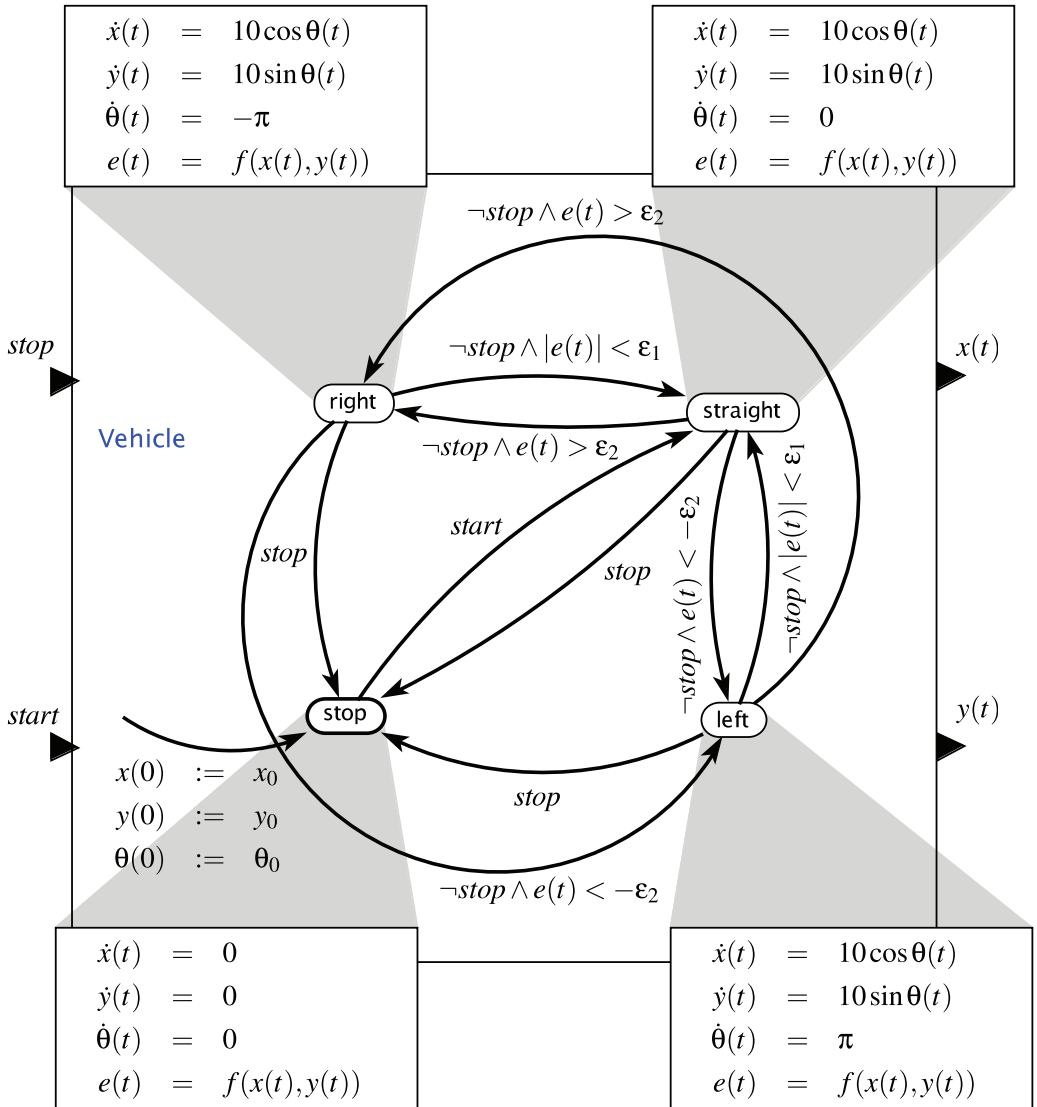 ẋ(t) = 10 cos θ(t)
ẏ(t) = 10 sin θ(t)
θ̇(t) = −π
e(t) = f(x(t), y(t))
ẋ(t) = 10 cos θ(t)
ẏ(t) = 10 sin θ(t)
θ̇(t) = 0
e(t) = f(x(t), y(t))
¬stop ∧ e(t) > ε₂
stop
¬stop ∧ |e(t)| < ε₁
x(t)
right
straight
Vehicle
¬stop ∧ e(t) > ε₂
start
stop
stop
¬stop ∧ e(t) < −ε₂
¬stop ∧ |e(t)| < ε₁
start
stop
left
y(t)
x(0) := x₀
y(0) := y₀
θ(0) := θ₀
stop
¬stop ∧ e(t) < −ε₂
ẋ(t) = 0
ẏ(t) = 0
θ̇(t) = 0
e(t) = f(x(t), y(t))
ẋ(t) = 10 cos θ(t)
ẏ(t) = 10 sin θ(t)
θ̇(t) = π
e(t) = f(x(t), y(t))